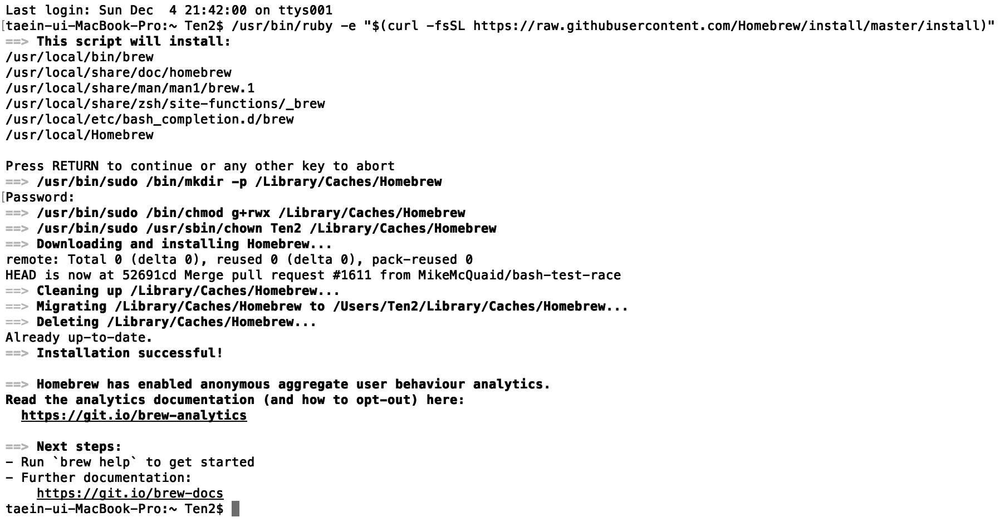 Last login: Sun Dec  4 21:42:00 on ttys001
[taein-ui-MacBook-Pro:~ Ten2$ /usr/bin/ruby -e "$(curl -fsSL https://raw.githubusercontent.com/Homebrew/install/master/install)"
==> This script will install:
/usr/local/bin/brew
/usr/local/share/doc/homebrew
/usr/local/share/man/man1/brew.1
/usr/local/share/zsh/site-functions/_brew
/usr/local/etc/bash_completion.d/brew
/usr/local/Homebrew

Press RETURN to continue or any other key to abort
==> /usr/bin/sudo /bin/mkdir -p /Library/Caches/Homebrew
[Password:
==> /usr/bin/sudo /bin/chmod g+rwx /Library/Caches/Homebrew
==> /usr/bin/sudo /usr/sbin/chown Ten2 /Library/Caches/Homebrew
==> Downloading and installing Homebrew...
remote: Total 0 (delta 0), reused 0 (delta 0), pack-reused 0
HEAD is now at 52691cd Merge pull request #1611 from MikeMcQuaid/bash-test-race
==> Cleaning up /Library/Caches/Homebrew...
==> Migrating /Library/Caches/Homebrew to /Users/Ten2/Library/Caches/Homebrew...
==> Deleting /Library/Caches/Homebrew...
Already up-to-date.
==> Installation successful!

==> Homebrew has enabled anonymous aggregate user behaviour analytics.
Read the analytics documentation (and how to opt-out) here:
  https://git.io/brew-analytics

==> Next steps:
- Run `brew help` to get started
- Further documentation:
    https://git.io/brew-docs
taein-ui-MacBook-Pro:~ Ten2$